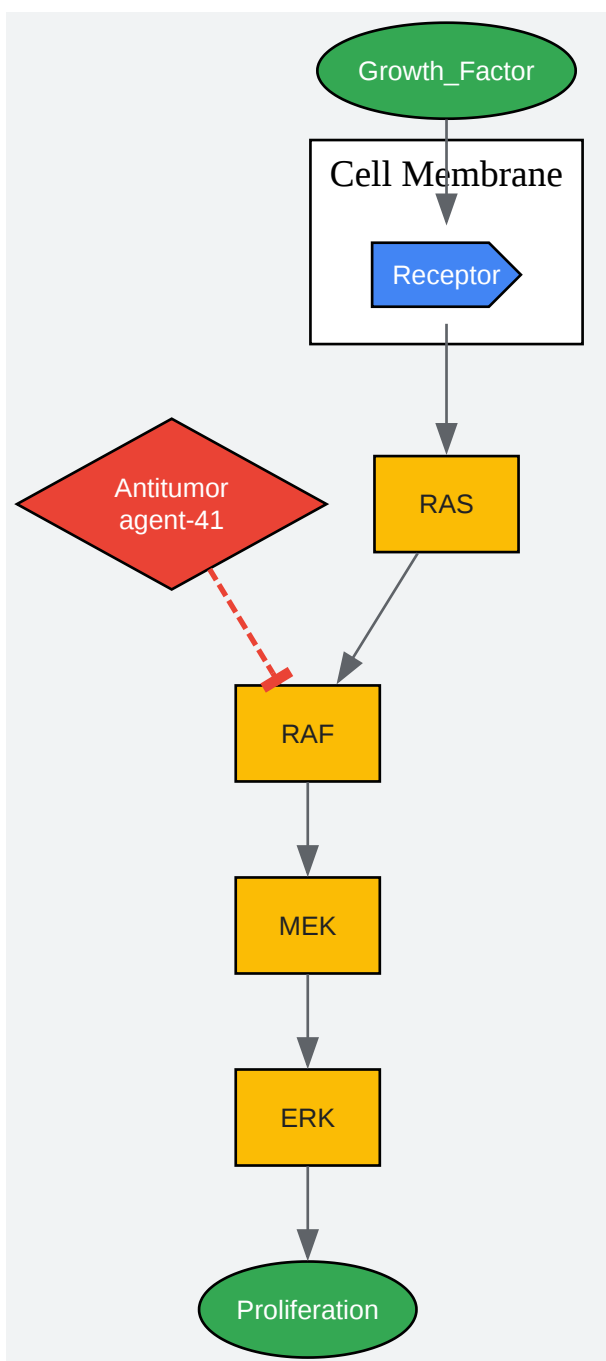 Growth_Factor
Cell Membrane
Receptor
Antitumor
agent-41
RAS
RAF
MEK
ERK
Proliferation